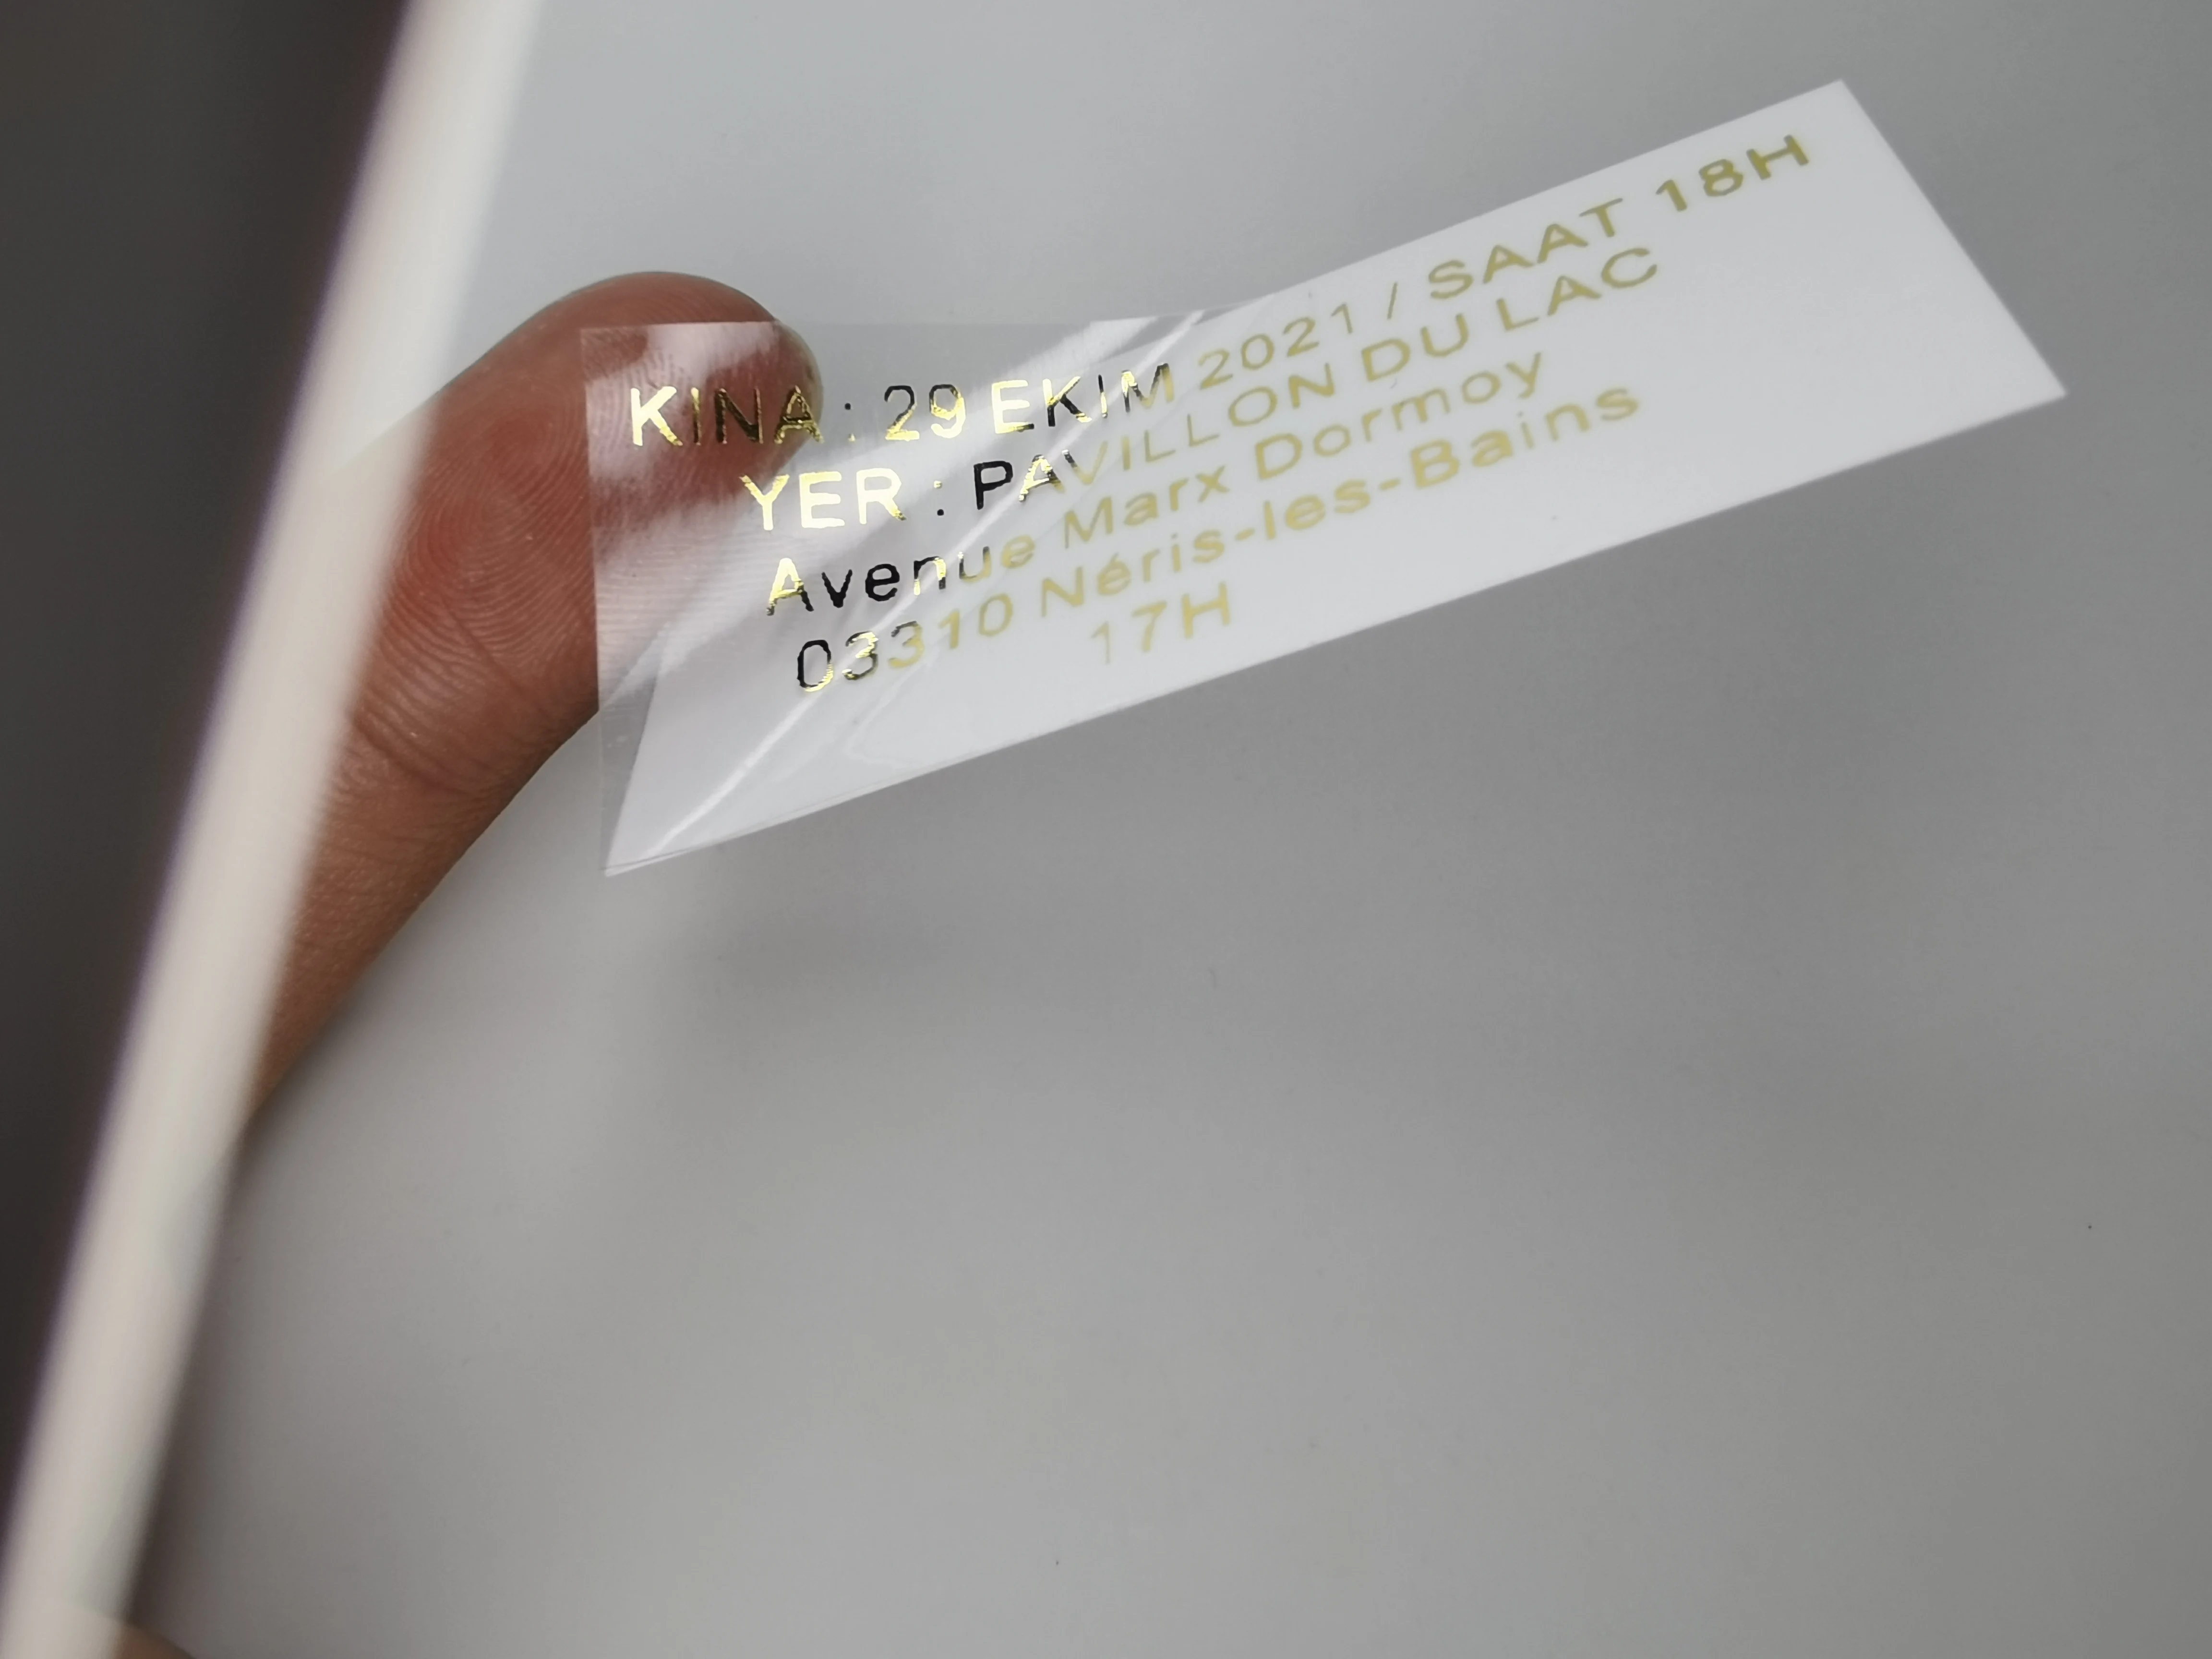 KINA : 29 EKIM 2021 / SAAT 18H
YER : PAVILLON DU LAC
Avenue Marx Dormoy
03310 Néris-les-Bains
17H